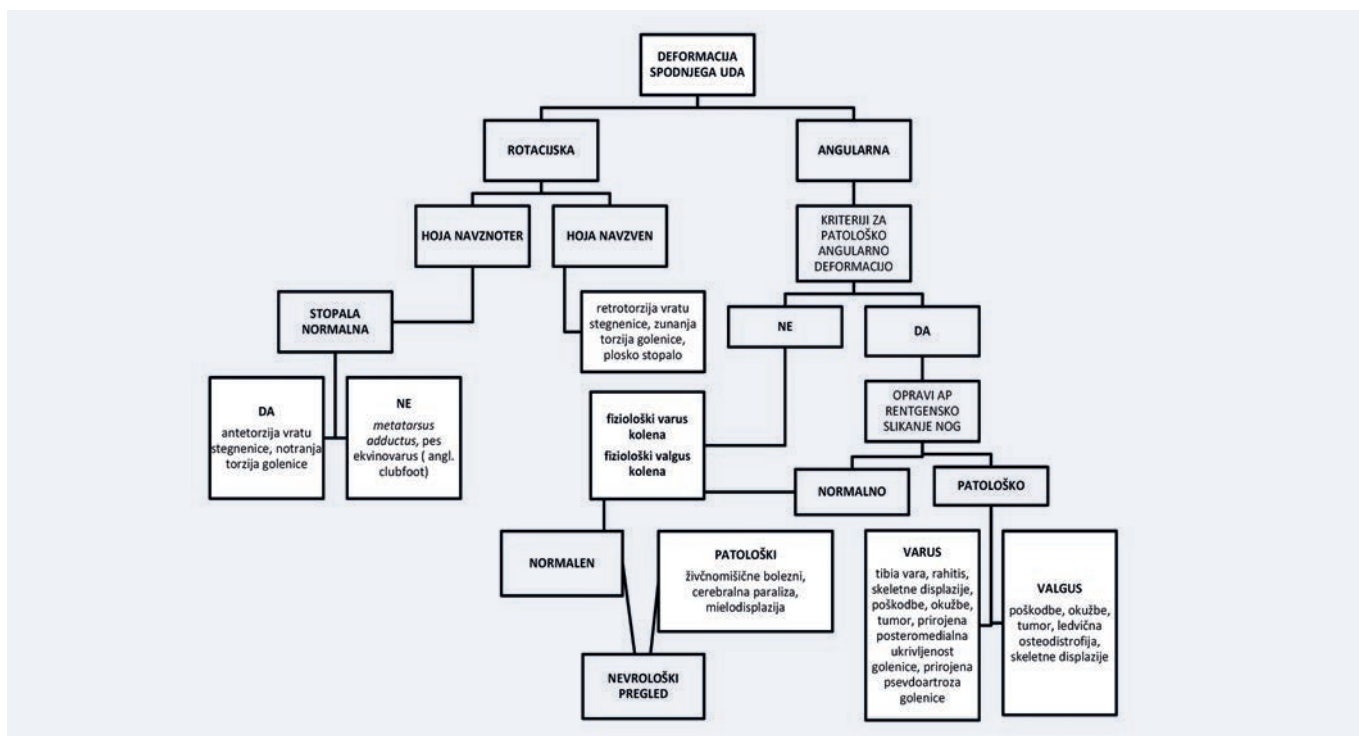 DEFORMACIJA
SPODNJEGA UDA
ROTACIJSKA
ANGULARNA
HOJA NAVZNOTER
HOJA NAVZVEN
KRITERIJI ZA
PATOLOŠKO
ANGULARNO
DEFORMACIJO
STOPALA
NORMALNA
retrotorzija vratu
stegnenice, zunanja
torzija golenice,
plosko stopalo
NE
DA
DA
antetorzija vratu
stegnenice, notranja
torzija golenice
NE
metatarsus
adductus, pes
ekvinovarus ( angl.
clubfoot)
fiziološki varus
kolena
fiziološki valgus
kolena
OPRAVI AP
RENTGENSKO
SLIKANJE NOG
NORMALNO
PATOLOŠKO
NORMALEN
PATOLOŠKI
živčnomišične bolezni,
cerebralna paraliza,
mielodisplazija
VARUS
tibia vara, rahitis,
skeletne displazije,
poškodbe, okužbe,
tumor, prirojena
posteromedialna
ukrivljenost
golenice, prirojena
psevdoartroza
golenice
VALGUS
poškodbe, okužbe,
tumor, ledvična
osteodistrofija,
skeletne displazije
NEVROLOŠKI
PREGLED